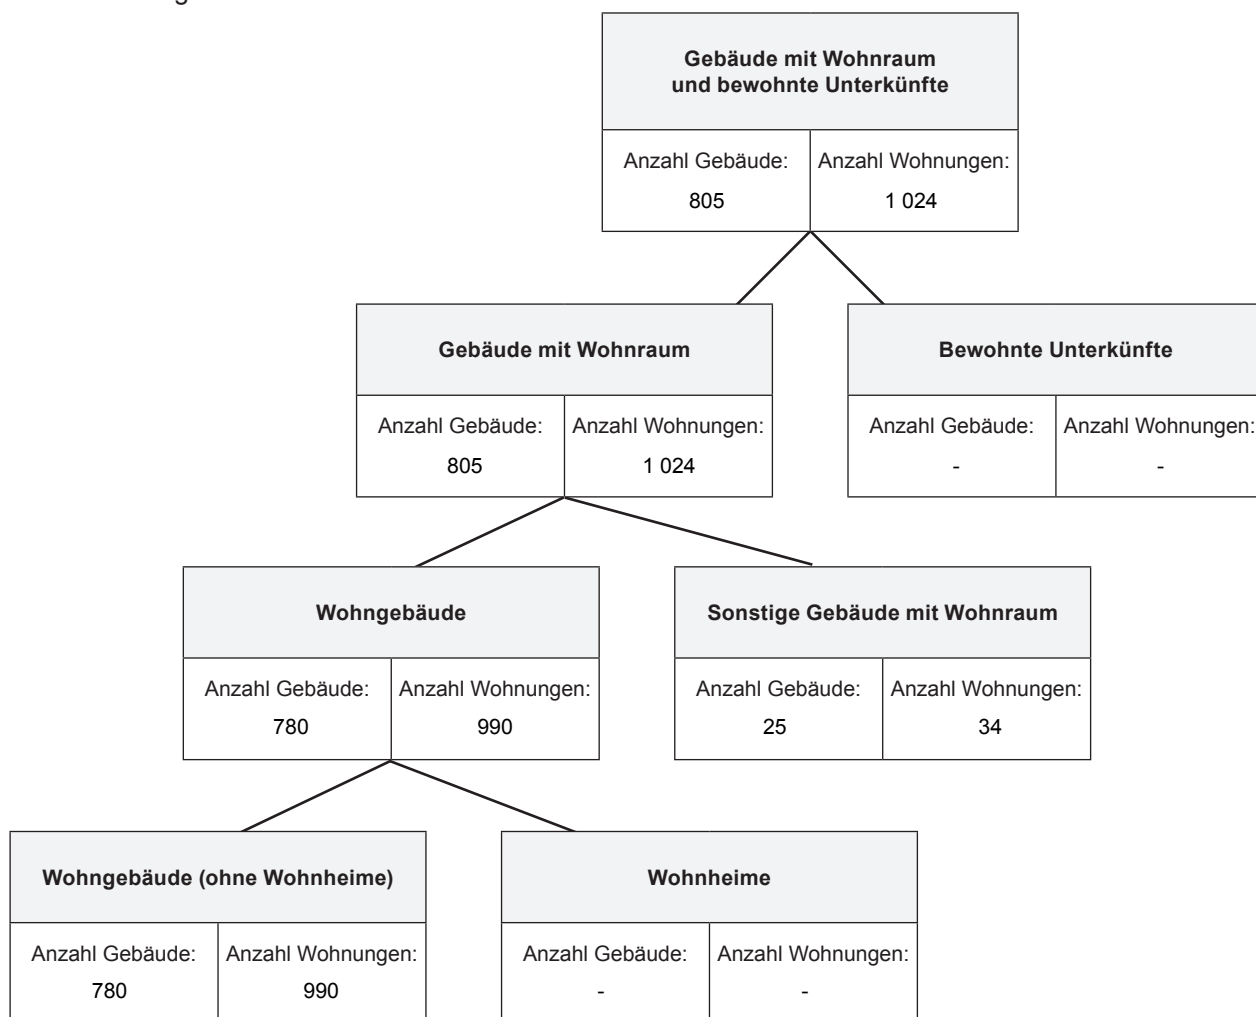 Gebäude mit Wohnraum
und bewohnte Unterkünfte
Anzahl Gebäude: Anzahl Wohnungen:
805 1 024
Gebäude mit Wohnraum Bewohnte Unterkünfte
Anzahl Gebäude: Anzahl Wohnungen: Anzahl Gebäude: Anzahl Wohnungen:
805 1 024 - -
Wohngebäude Sonstige Gebäude mit Wohnraum
Anzahl Gebäude: Anzahl Wohnungen: Anzahl Gebäude: Anzahl Wohnungen:
780 990 25 34
Wohngebäude (ohne Wohnheime) Wohnheime
Anzahl Gebäude: Anzahl Wohnungen: Anzahl Gebäude: Anzahl Wohnungen:
780 990 - -